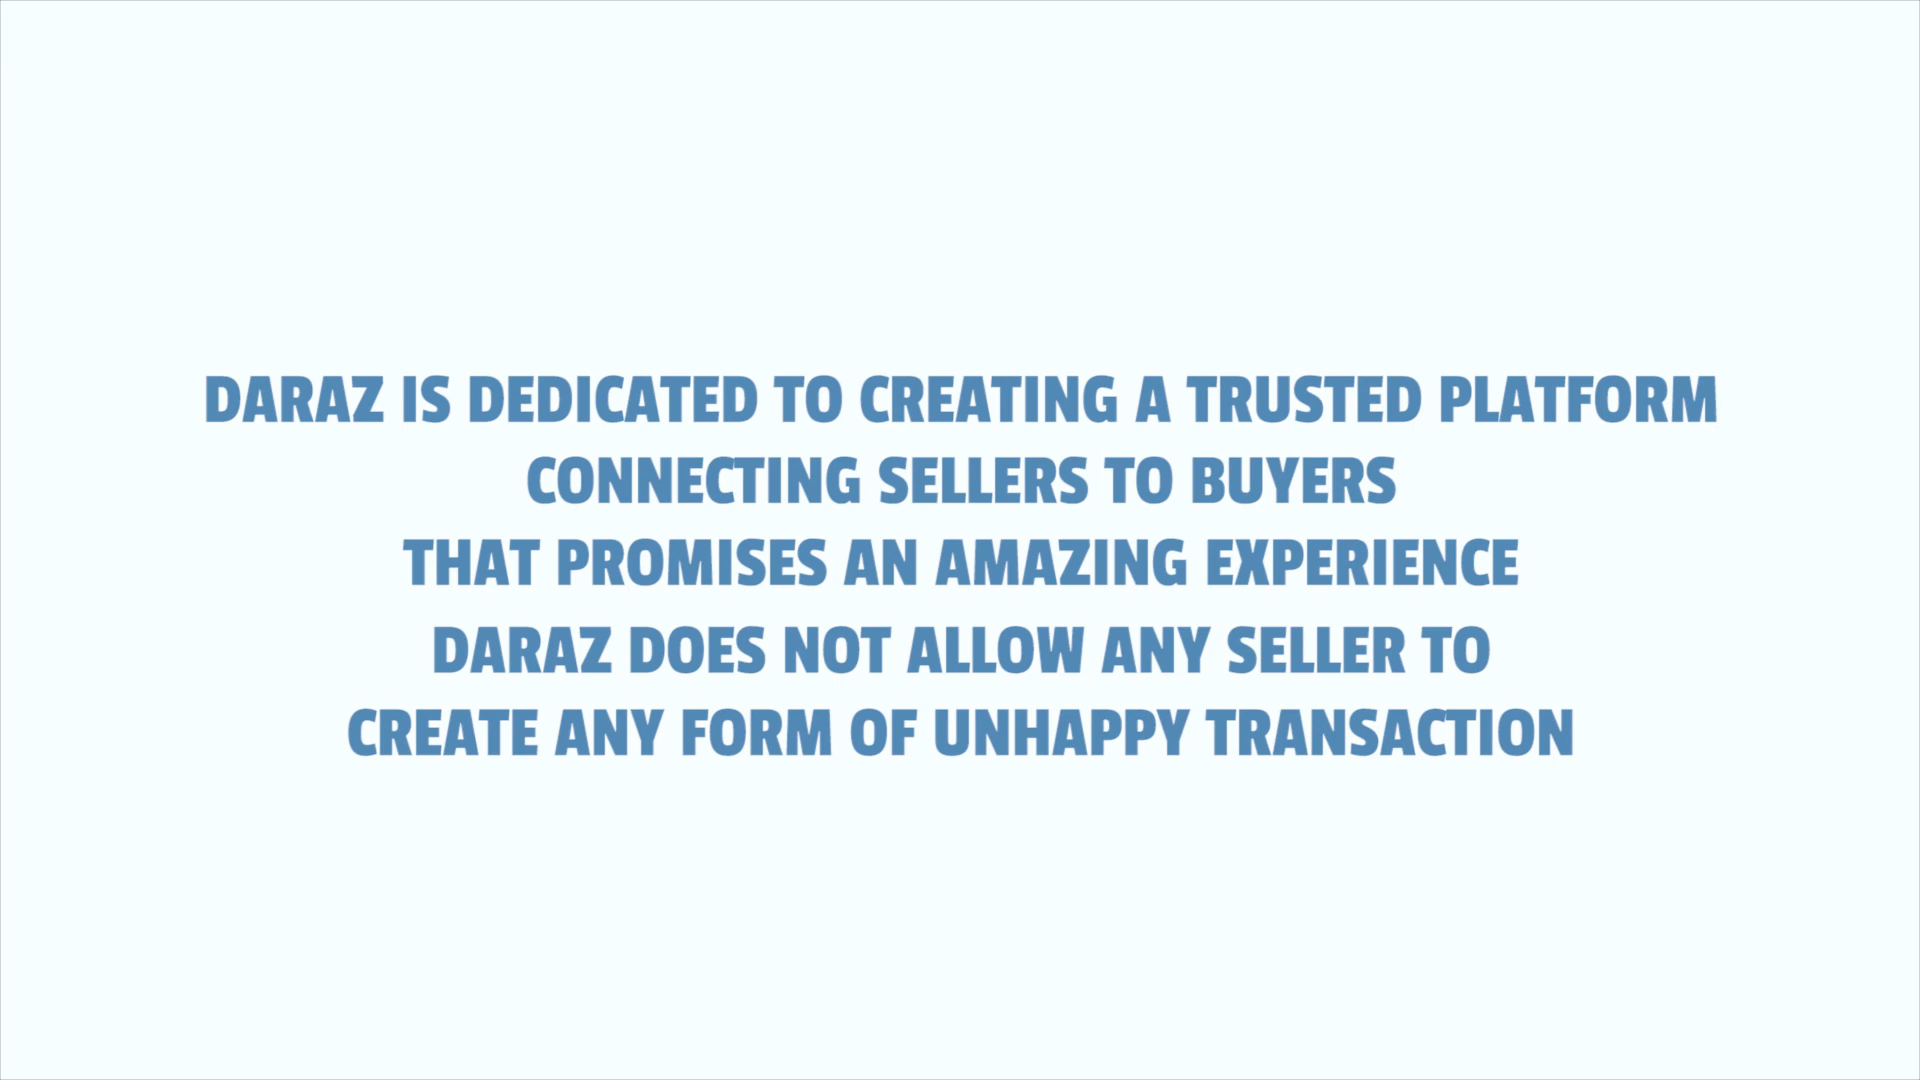 DARAZ IS DEDICATED TO CREATING A TRUSTED PLATFORM
CONNECTING SELLERS TO BUYERS
THAT PROMISES AN AMAZING EXPERIENCE
DARAZ DOES NOT ALLOW ANY SELLER TO
CREATE ANY FORM OF UNHAPPY TRANSACTION